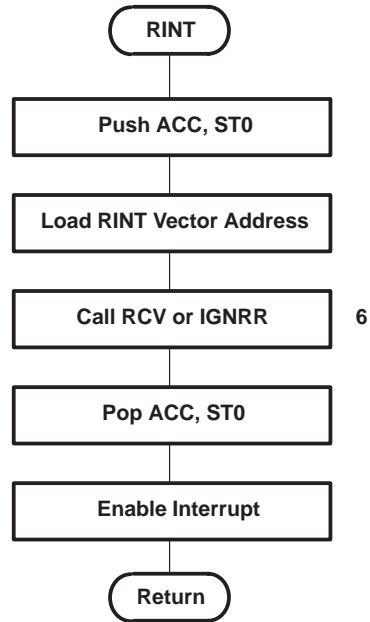 RINT
Push ACC, ST0
Load RINT Vector Address
Call RCV or IGNRR 6
Pop ACC, ST0
Enable Interrupt
Return